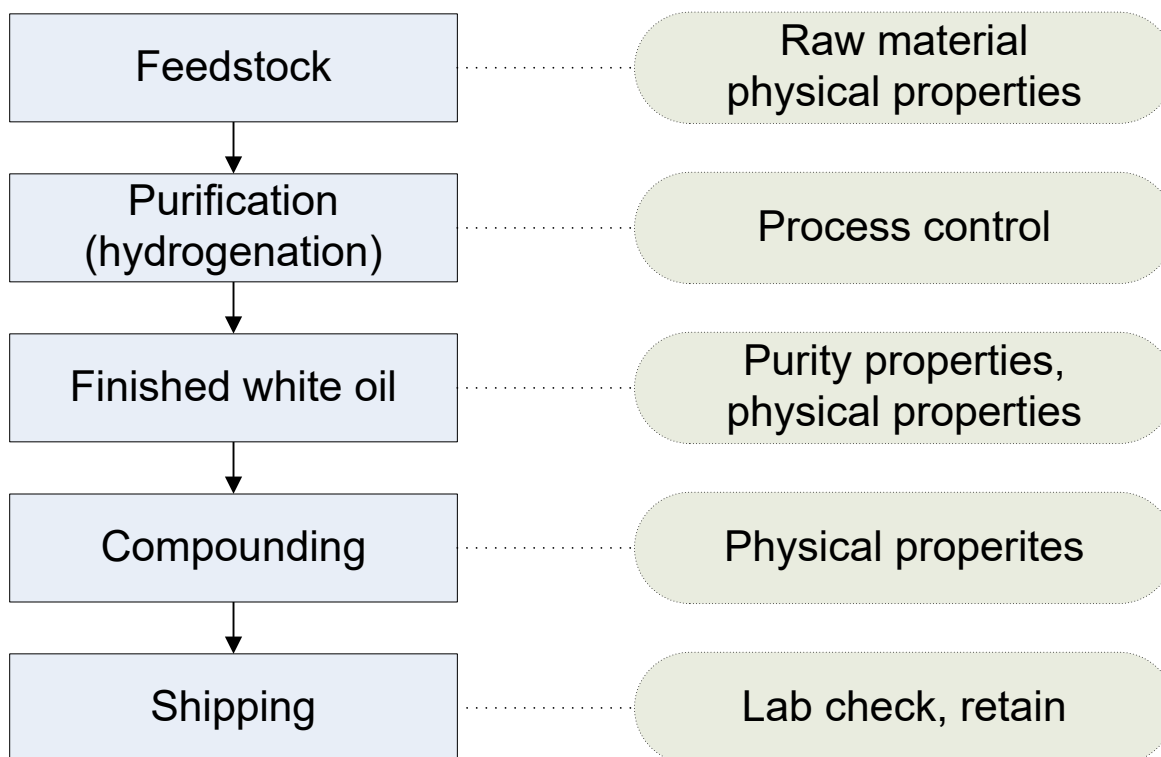 Feedstock
Raw material
physical properties
Purification
(hydrogenation)
Process control
Finished white oil
Purity properties,
physical properties
Compounding
Physical properites
Shipping
Lab check, retain